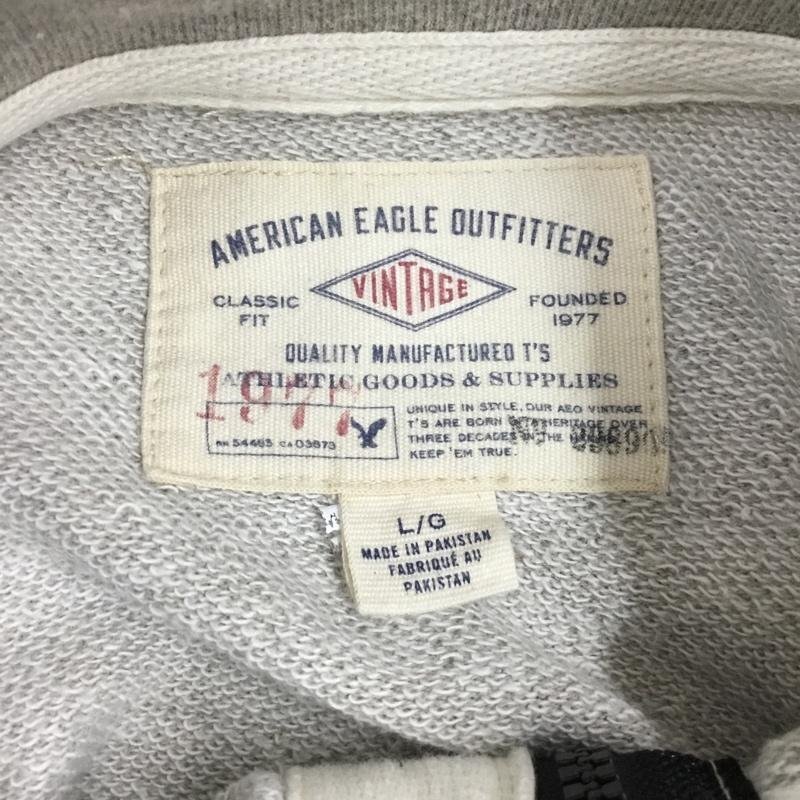 AMERICAN EAGLE OUTFITTERS
VINTAGE
CLASSIC
FIT
FOUNDED
1977
QUALITY MANUFACTURED T'S
ATHLETIC GOODS & SUPPLIES
1977
RN 54485 CA 03673
UNIQUE IN STYLE, OUR AEO VINTAGE
T'S ARE BORN HERITAGE OVER
THREE DECADES IN THE
KEEP 'EM TRUE.
L/G
MADE IN PAKISTAN
FABRIQUÉ AU
PAKISTAN